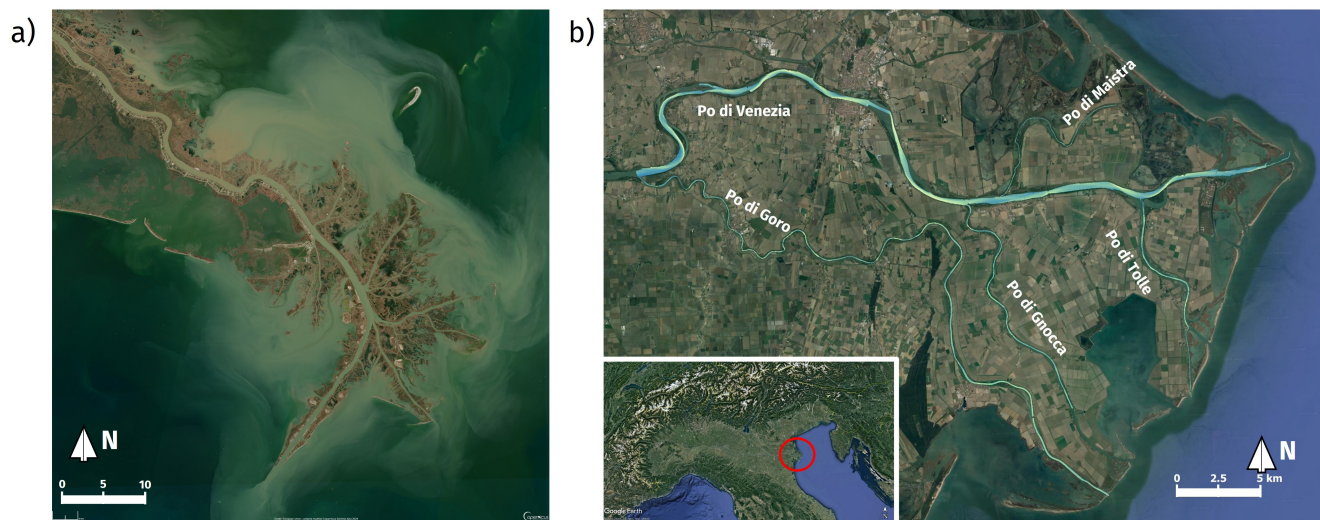 a)
N
0 5 10
Copernicus
b)
Po di Venezia
Po di Maistra
Po di Goro
Po di Gnocca
Po di Tolle
N
0 2.5 5 km
Google Earth